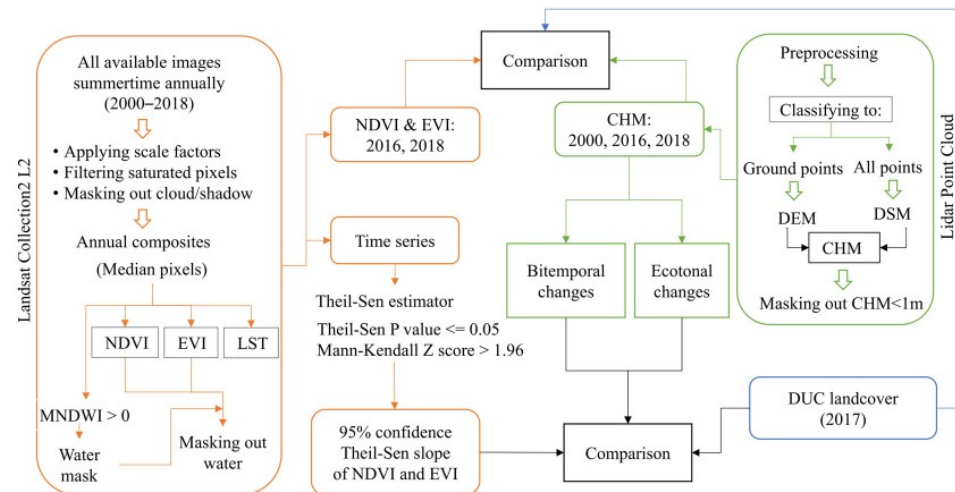 Landsat Collection2 L2
All available images
summertime annually
(2000–2018)
• Applying scale factors
• Filtering saturated pixels
• Masking out cloud/shadow
Annual composites
(Median pixels)
NDVI
EVI
LST
MNDWI > 0
Water
mask
Masking out
water
Comparison
NDVI & EVI:
2016, 2018
Time series
Theil-Sen estimator
Theil-Sen P value <= 0.05
Mann-Kendall Z score > 1.96
95% confidence
Theil-Sen slope
of NDVI and EVI
CHM:
2000, 2016, 2018
Bitemporal
changes
Ecotonal
changes
Comparison
Preprocessing
Classifying to:
Ground points
All points
DEM
DSM
CHM
Masking out CHM<1m
Lidar Point Cloud
DUC landcover
(2017)